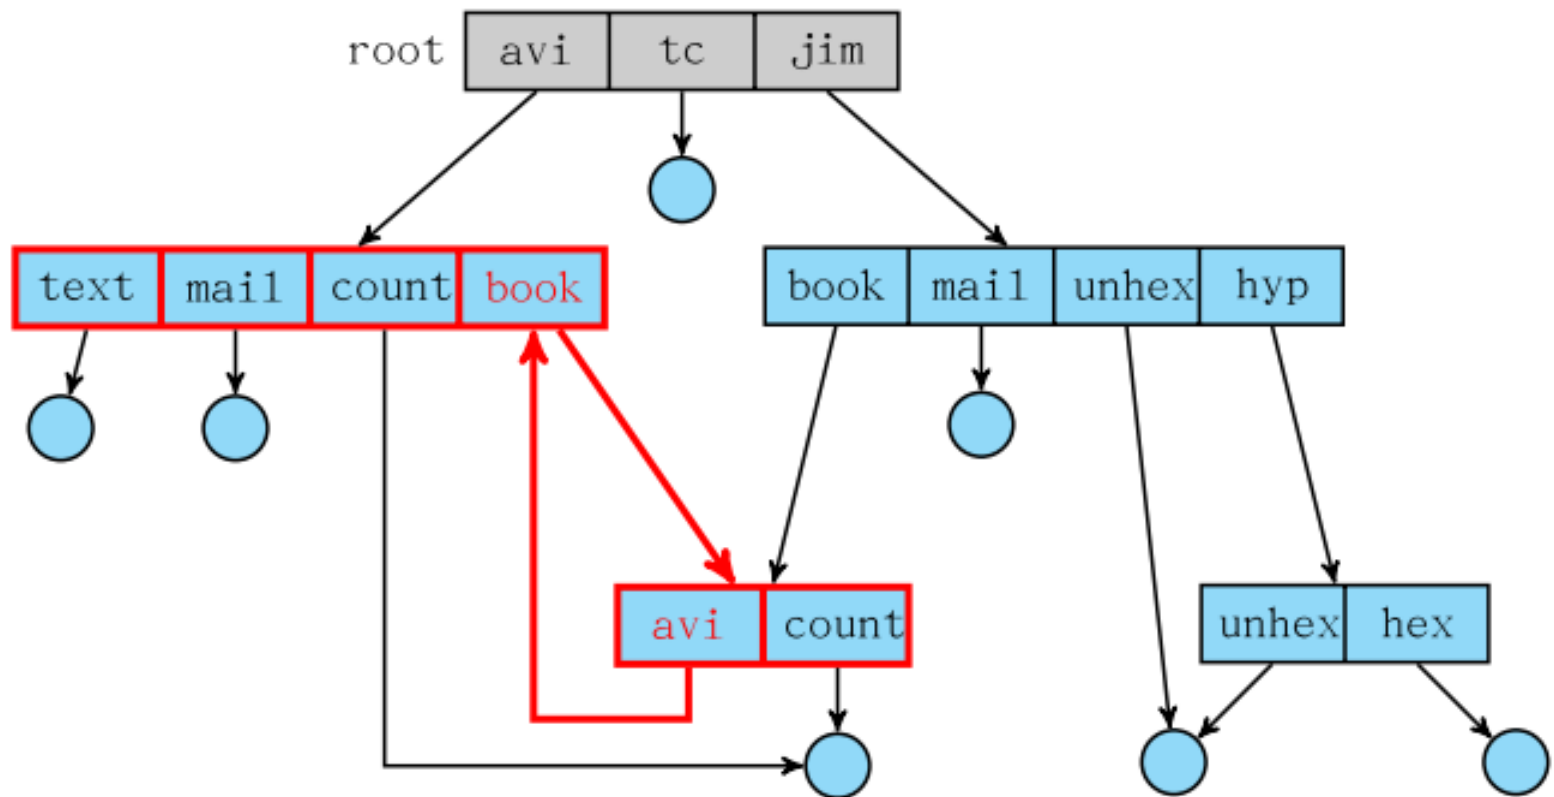 root avi tc jim
text mail count book book mail unhex hyp
avi count unhex hex